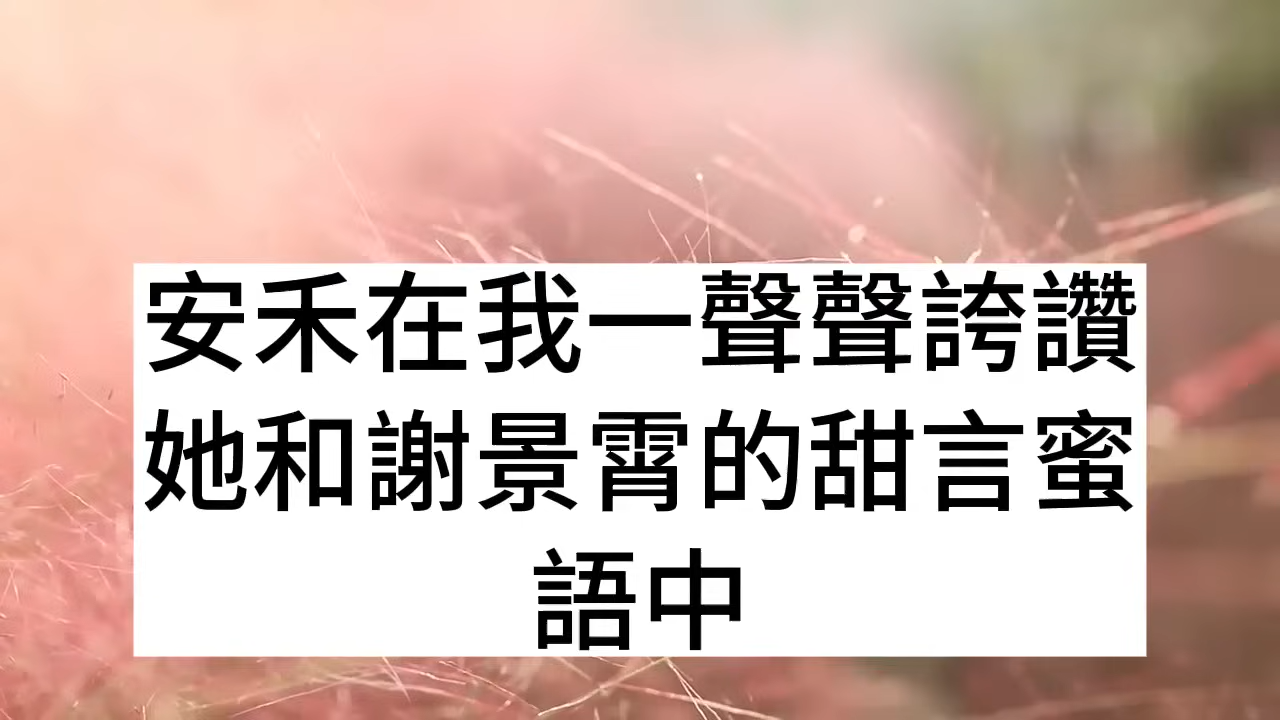 安禾在我一聲聲誇讚
她和謝景霄的甜言蜜
語中